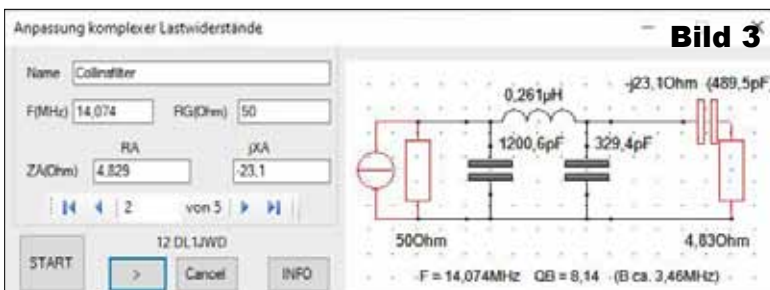 Anpassung komplexer Lastwiderstände
Bild 3
Name Collinsfilter
F(MHz) 14,074 RG(Ohm) 50
RA jXA
ZA(Ohm) 4,829 -23,1
2 von 5
12 DL1JWD
START > Cancel INFO
-j23,1Ohm (489,5pF)
0,261µH
1200,6pF 329,4pF
50Ohm 4,83Ohm
F = 14,074MHz QB = 8,14 (B ca. 3,46MHz)